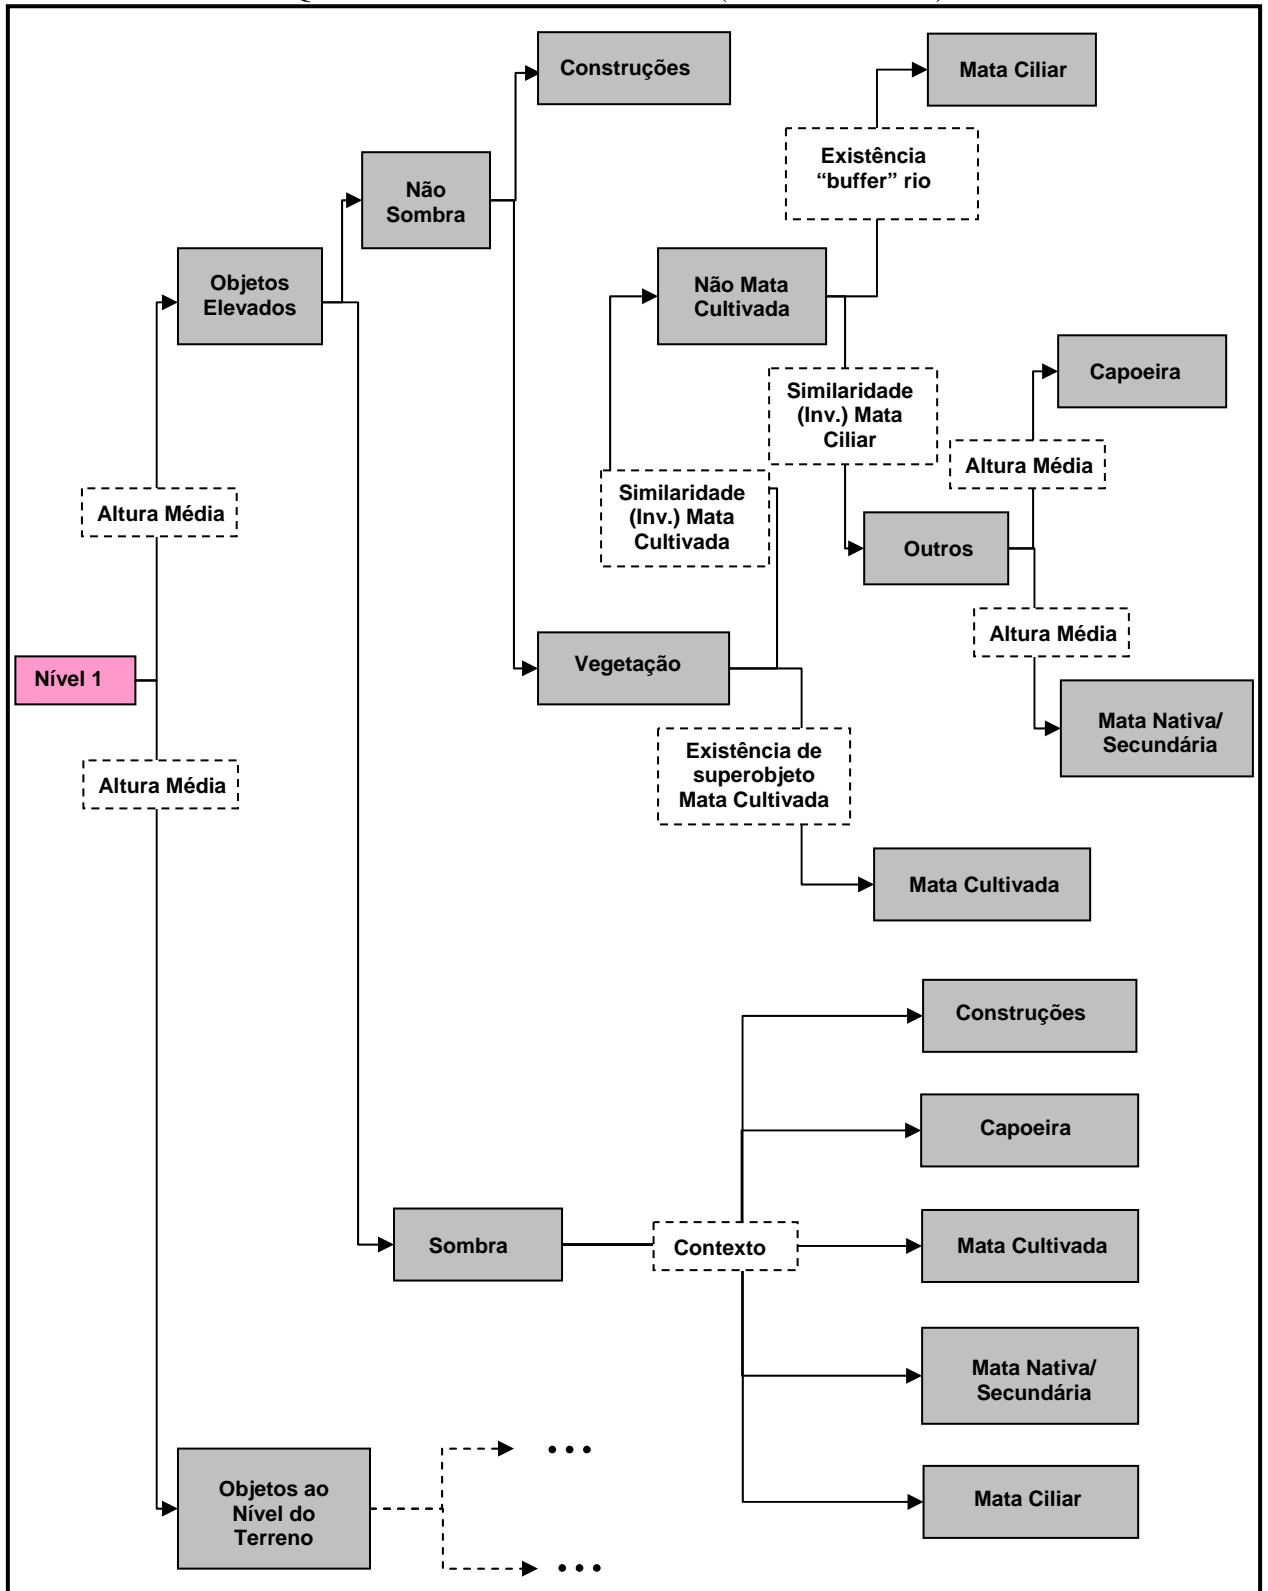 Construções
Mata Ciliar
Existência
“buffer” rio
Não
Sombra
Objetos
Elevados
Não Mata
Cultivada
Capoeira
Similaridade
(Inv.) Mata
Ciliar
Altura Média
Similaridade
(Inv.) Mata
Cultivada
Altura Média
Outros
Altura Média
Nível 1
Vegetação
Mata Nativa/
Secundária
Existência de
superobjeto
Mata Cultivada
Altura Média
Mata Cultivada
Construções
Capoeira
Sombra
Contexto
Mata Cultivada
Mata Nativa/
Secundária
Objetos ao
Nível do
Terreno
•••
Mata Ciliar
•••